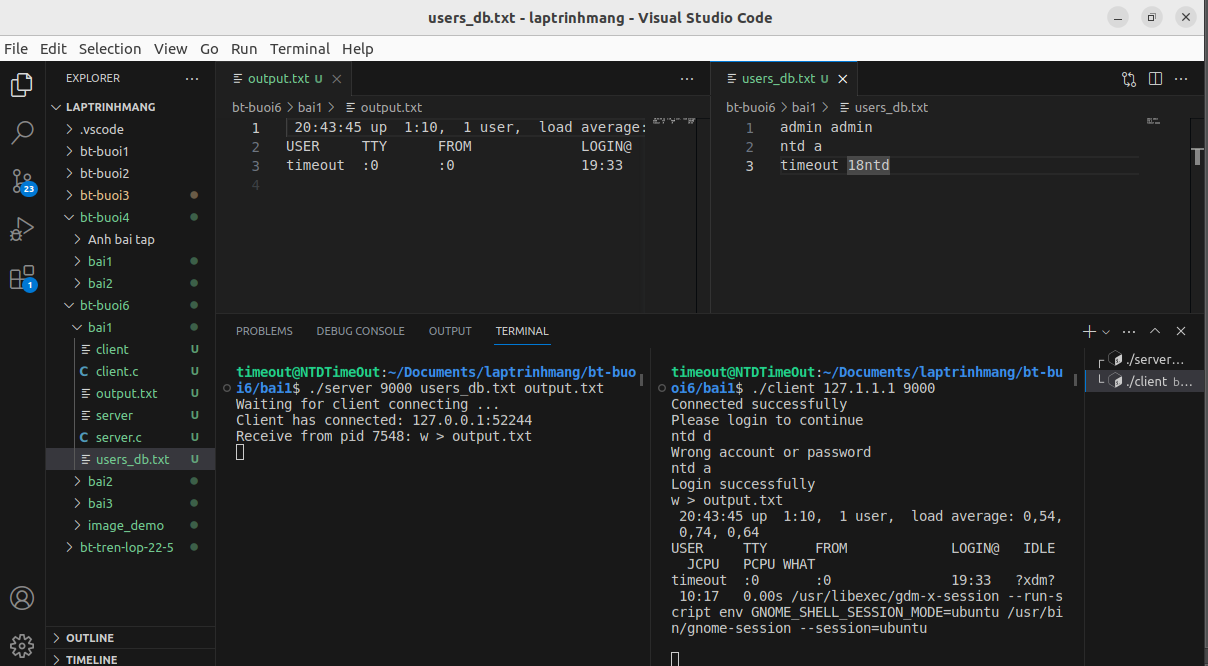 users_db.txt - laptrinhmang - Visual Studio Code
File Edit Selection View Go Run Terminal Help
EXPLORER
LAPTRINHMANG
.vscode
bt-buoi1
bt-buoi2
bt-buoi3
bt-buoi4
Anh bai tap
bai1
bai2
bt-buoi6
bai1
client U
C client.c U
output.txt U
server U
C server.c U
users_db.txt U
bai2
bai3
image_demo
bt-tren-lop-22-5
OUTLINE
TIMELINE
23
1
output.txt U
bt-buoi6 > bai1 > output.txt
1 20:43:45 up  1:10,  1 user,  load average:
2 USER     TTY      FROM             LOGIN@
3 timeout  :0       :0               19:33
4
users_db.txt U
bt-buoi6 > bai1 > users_db.txt
1 admin admin
2 ntd a
3 timeout 18ntd
PROBLEMS DEBUG CONSOLE OUTPUT TERMINAL
timeout@NTDTimeOut:~/Documents/laptrinhmang/bt-buo
i6/bai1$ ./server 9000 users_db.txt output.txt
Waiting for client connecting ...
Client has connected: 127.0.0.1:52244
Receive from pid 7548: w > output.txt
timeout@NTDTimeOut:~/Documents/laptrinhmang/bt-bu
oi6/bai1$ ./client 127.1.1.1 9000
Connected successfully
Please login to continue
ntd d
Wrong account or password
ntd a
Login successfully
w > output.txt
20:43:45 up  1:10,  1 user,  load average: 0,54,
0,74, 0,64
USER     TTY      FROM             LOGIN@   IDLE
JCPU   PCPU WHAT
timeout  :0       :0               19:33   ?xdm?
10:17   0.00s /usr/libexec/gdm-x-session --run-s
cript env GNOME_SHELL_SESSION_MODE=ubuntu /usr/bi
n/gnome-session --session=ubuntu
./server...
./client b...